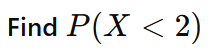 Find P(X < 2)